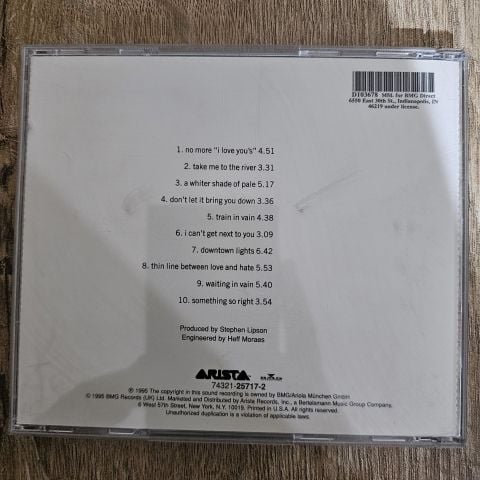 D103678 Mfd. for BMG Direct
6550 East 30th St., Indianapolis, IN
46219 under license.
1. no more "i love you's" 4.51
2. take me to the river 3.31
3. a whiter shade of pale 5.17
4. don't let it bring you down 3.36
5. train in vain 4.38
6. i can't get next to you 3.09
7. downtown lights 6.42
8. thin line between love and hate 5.53
9. waiting in vain 5.40
10. something so right 3.54
Produced by Stephen Lipson
Engineered by Heff Moraes
ARISTA
74321-25717-2
℗ 1995 The copyright in this sound recording is owned by BMG/Ariola München GmbH
© 1995 BMG Records (UK) Ltd. Marketed and Distributed by Arista Records, Inc., a Bertelsmann Music Group Company,
6 West 57th Street, New York, N.Y. 10019. Printed in U.S.A. All rights reserved.
Unauthorized duplication is a violation of applicable laws.